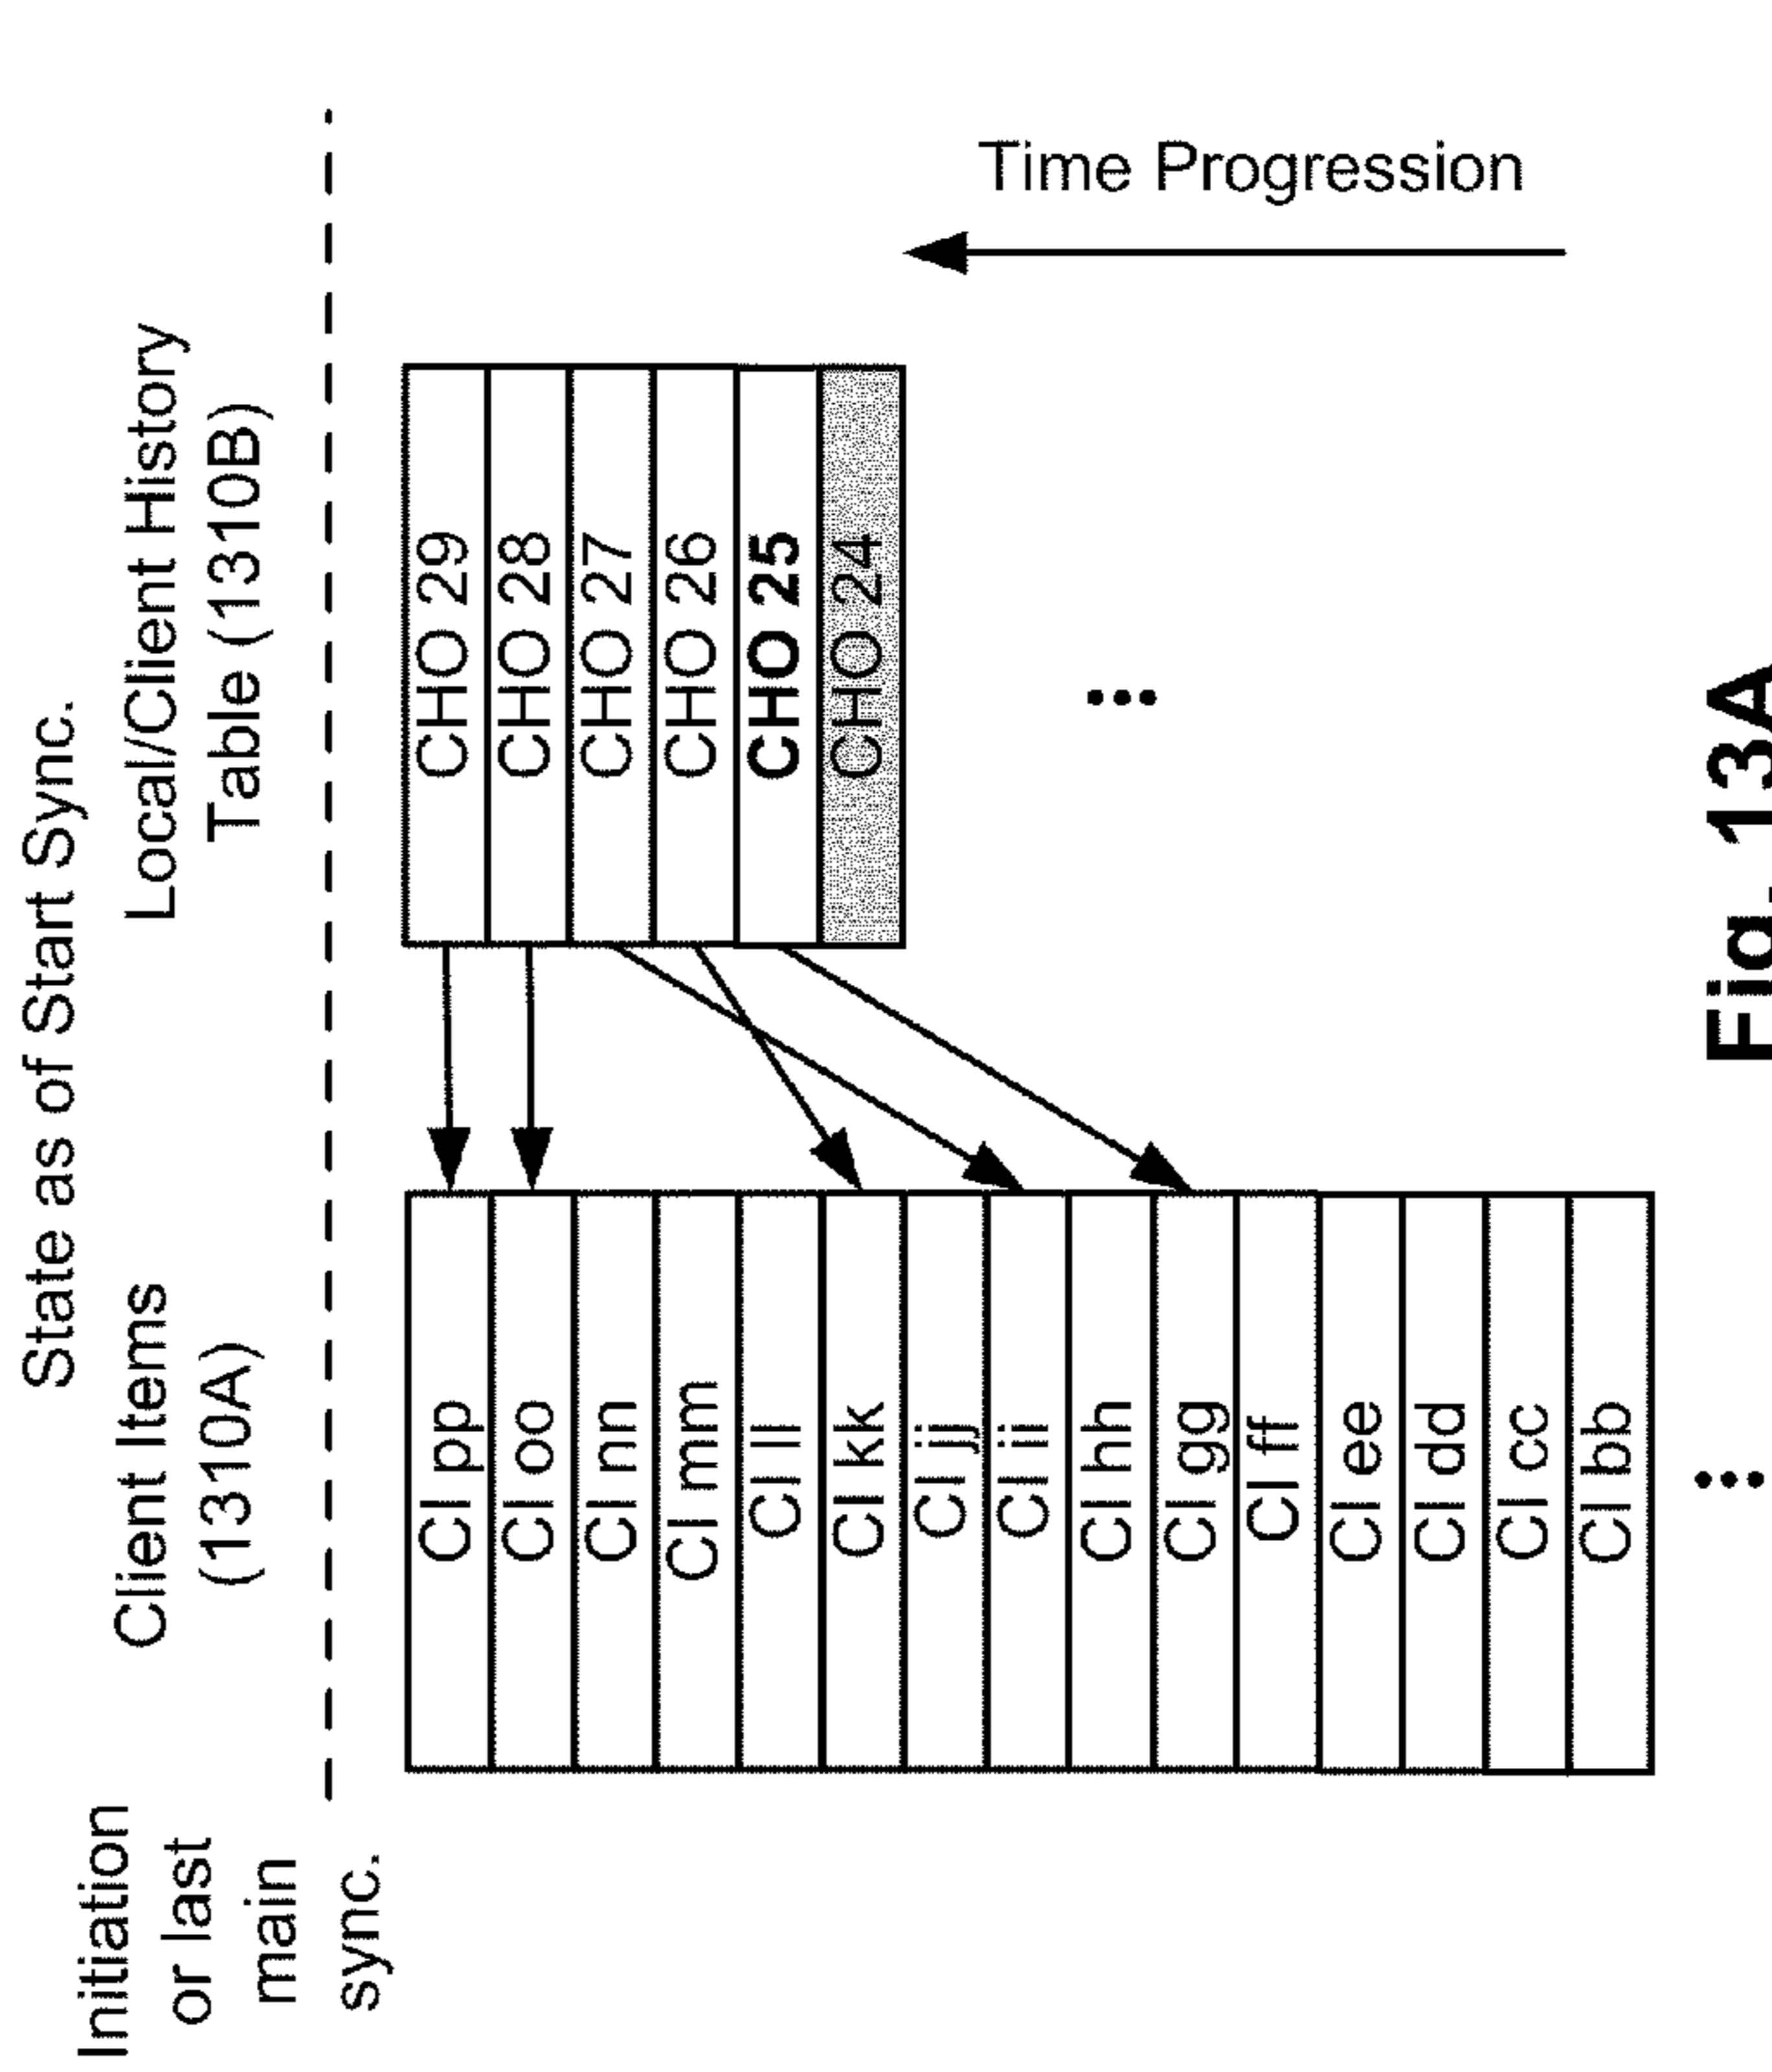 State as of Start Sync.
Initiation
or last
main
sync.
Client Items
(1310A)
Local/Client History
Table (1310B)
CI pp
CI oo
CI nn
CI mm
CI ll
CI kk
CI jj
CI ii
CI hh
CI gg
CI ff
CI ee
CI dd
CI cc
CI bb
CHO 29
CHO 28
CHO 27
CHO 26
CHO 25
CHO 24
Time Progression
Fig. 13A